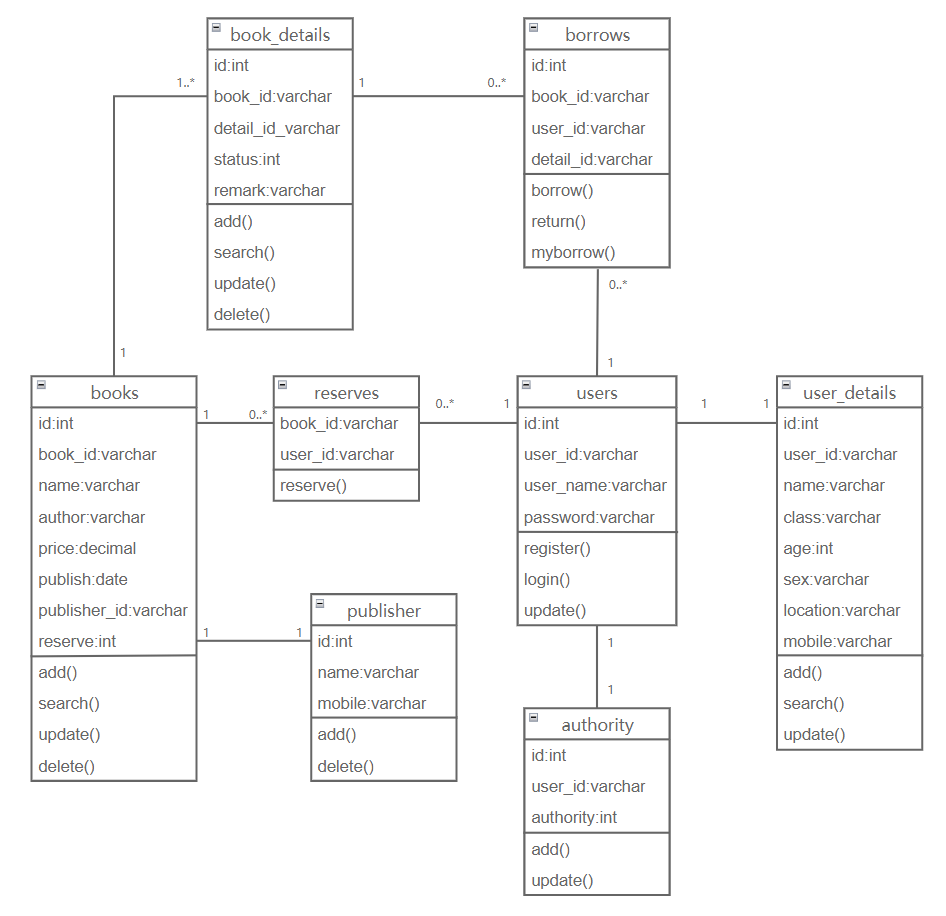 book_details
id:int
book_id:varchar
detail_id_varchar
status:int
remark:varchar
add()
search()
update()
delete()
1..*
1
0..*
borrows
id:int
book_id:varchar
user_id:varchar
detail_id:varchar
borrow()
return()
myborrow()
0..*
1
1
books
id:int
book_id:varchar
name:varchar
author:varchar
price:decimal
publish:date
publisher_id:varchar
reserve:int
add()
search()
update()
delete()
1
0..*
reserves
book_id:varchar
user_id:varchar
reserve()
0..*
1
users
id:int
user_id:varchar
user_name:varchar
password:varchar
register()
login()
update()
1
1
user_details
id:int
user_id:varchar
name:varchar
class:varchar
age:int
sex:varchar
location:varchar
mobile:varchar
add()
search()
update()
1
1
publisher
id:int
name:varchar
mobile:varchar
add()
delete()
1
1
authority
id:int
user_id:varchar
authority:int
add()
update()